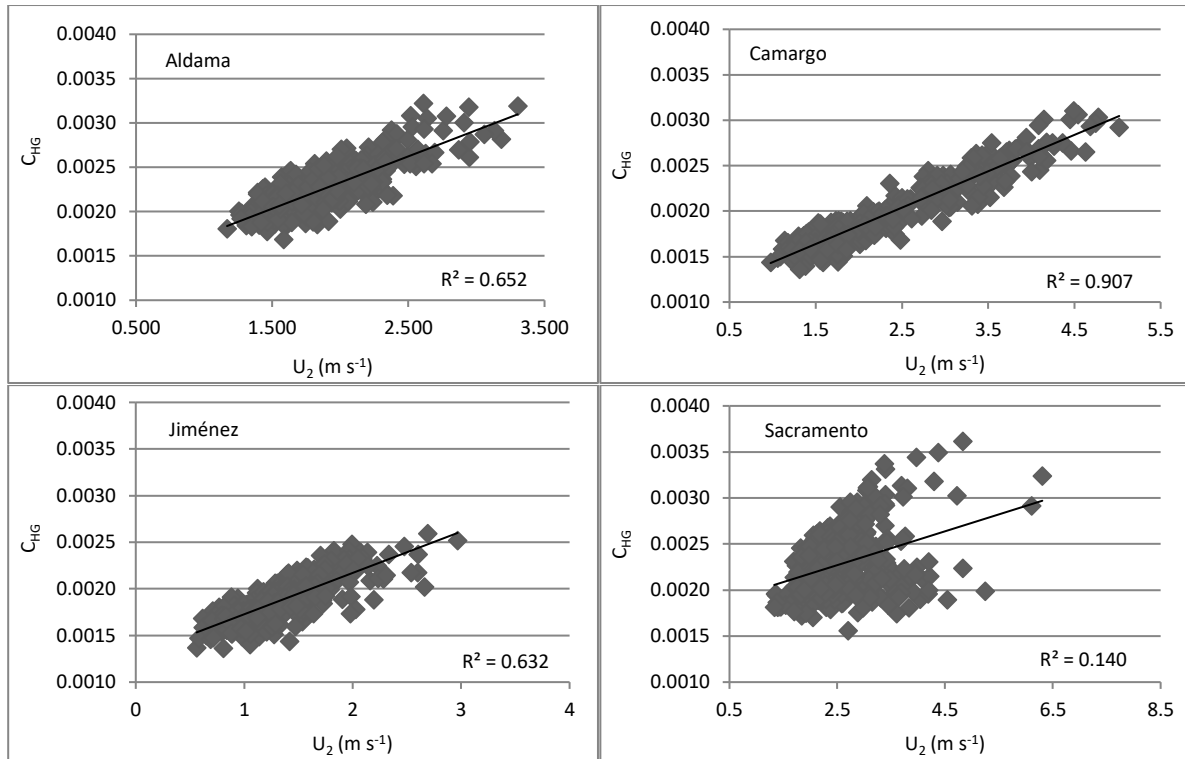 0.0040
0.0035
0.0030
0.0025
0.0020
0.0015
0.0010
C_HG
Aldama
R² = 0.652
0.500 1.500 2.500 3.500
U₂ (m s⁻¹)
0.0040
0.0035
0.0030
0.0025
0.0020
0.0015
0.0010
C_HG
Camargo
R² = 0.907
0.5 1.5 2.5 3.5 4.5 5.5
U₂ (m s⁻¹)
0.0040
0.0035
0.0030
0.0025
0.0020
0.0015
0.0010
C_HG
Jiménez
R² = 0.632
0 1 2 3 4
U₂ (m s⁻¹)
0.0040
0.0035
0.0030
0.0025
0.0020
0.0015
0.0010
C_HG
Sacramento
R² = 0.140
0.5 2.5 4.5 6.5 8.5
U₂ (m s⁻¹)